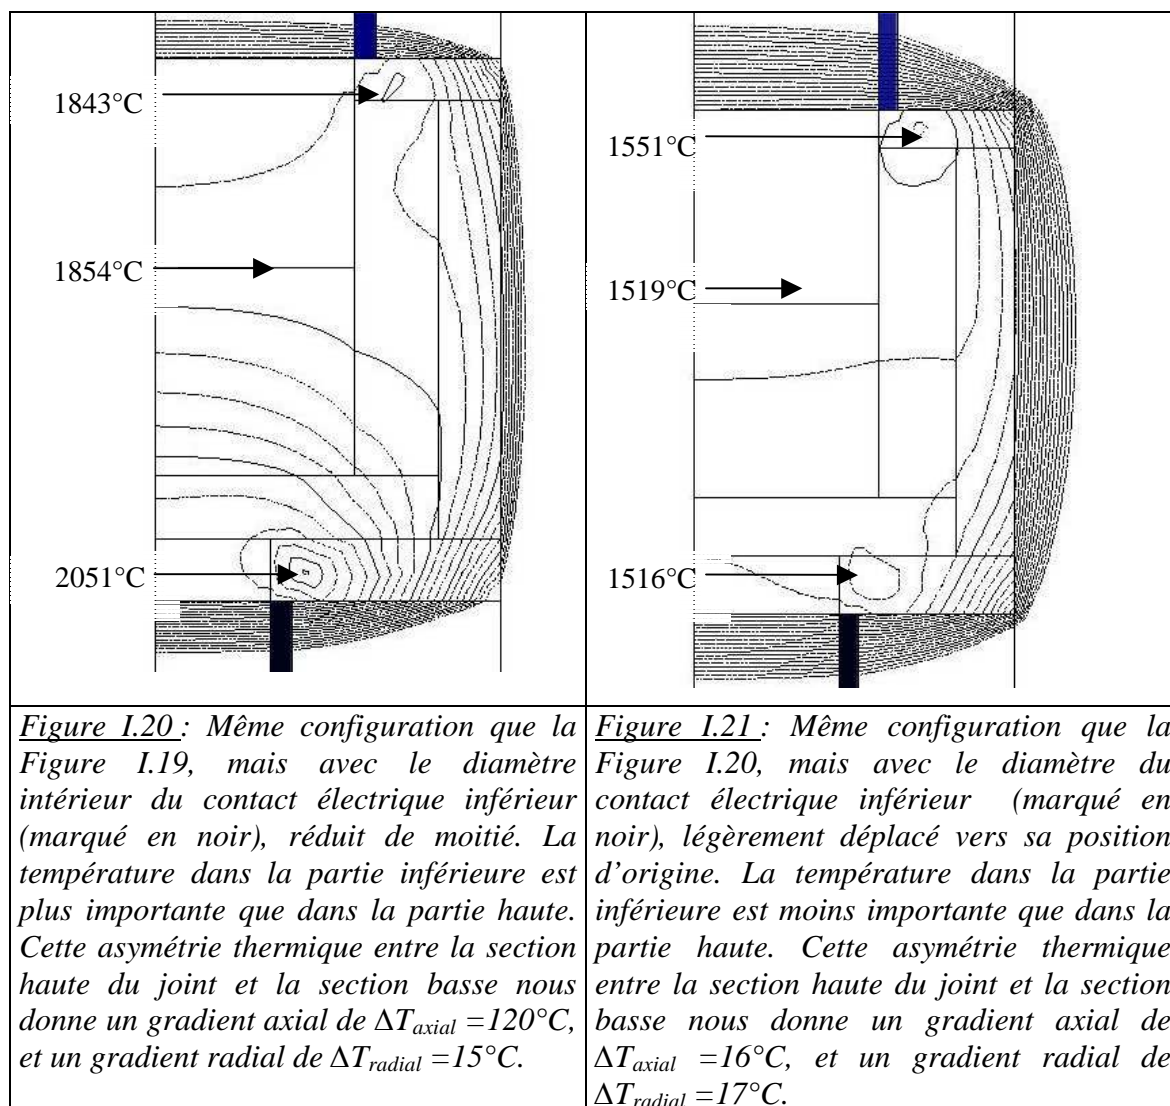 1843°C
1854°C
2051°C
1551°C
1519°C
1516°C
Figure I.20 : Même configuration que la
Figure I.19, mais avec le diamètre
intérieur du contact électrique inférieur
(marqué en noir), réduit de moitié. La
température dans la partie inférieure est
plus importante que dans la partie haute.
Cette asymétrie thermique entre la section
haute du joint et la section basse nous
donne un gradient axial de ΔTaxial =120°C,
et un gradient radial de ΔTradial =15°C.
Figure I.21 : Même configuration que la
Figure I.20, mais avec le diamètre du
contact électrique inférieur (marqué en
noir), légèrement déplacé vers sa position
d'origine. La température dans la partie
inférieure est moins importante que dans la
partie haute. Cette asymétrie thermique
entre la section haute du joint et la section
basse nous donne un gradient axial de
ΔTaxial =16°C, et un gradient radial de
ΔTradial =17°C.